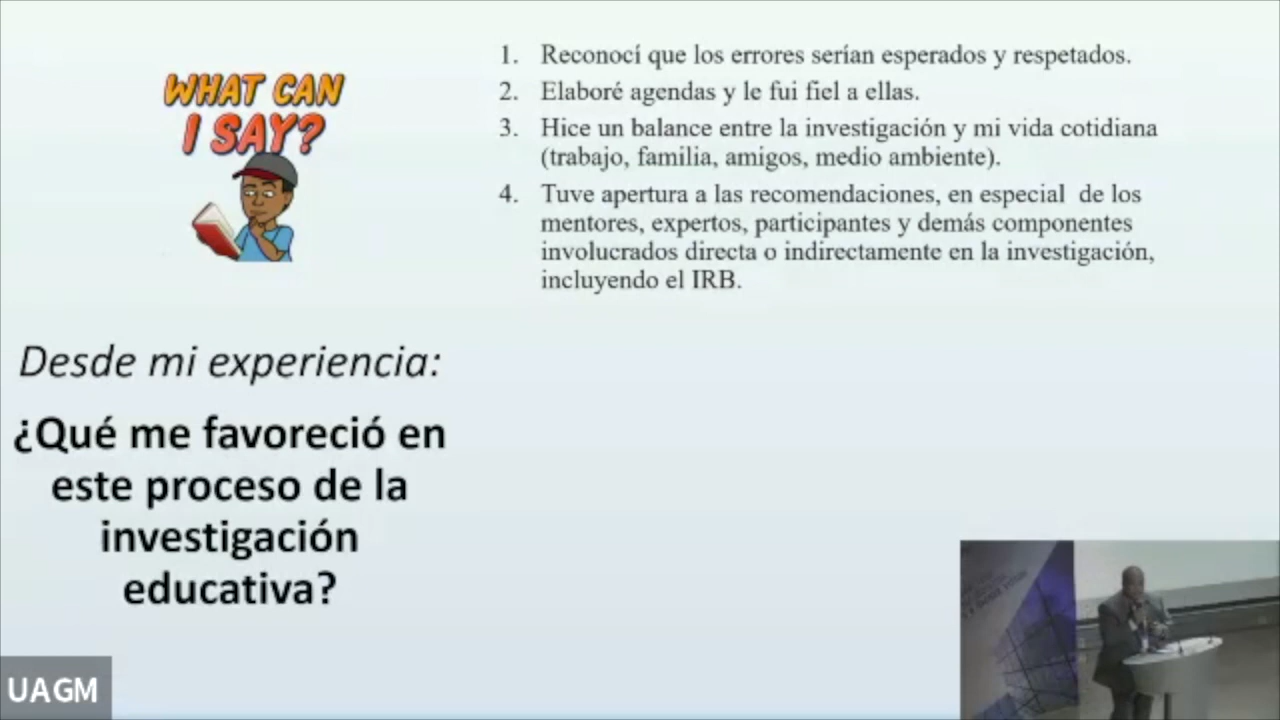 WHAT CAN
I SAY?
1. Reconocí que los errores serían esperados y respetados.
2. Elaboré agendas y le fui fiel a ellas.
3. Hice un balance entre la investigación y mi vida cotidiana
(trabajo, familia, amigos, medio ambiente).
4. Tuve apertura a las recomendaciones, en especial de los
mentores, expertos, participantes y demás componentes
involucrados directa o indirectamente en la investigación,
incluyendo el IRB.
Desde mi experiencia:
¿Qué me favoreció en
este proceso de la
investigación
educativa?
UAGM